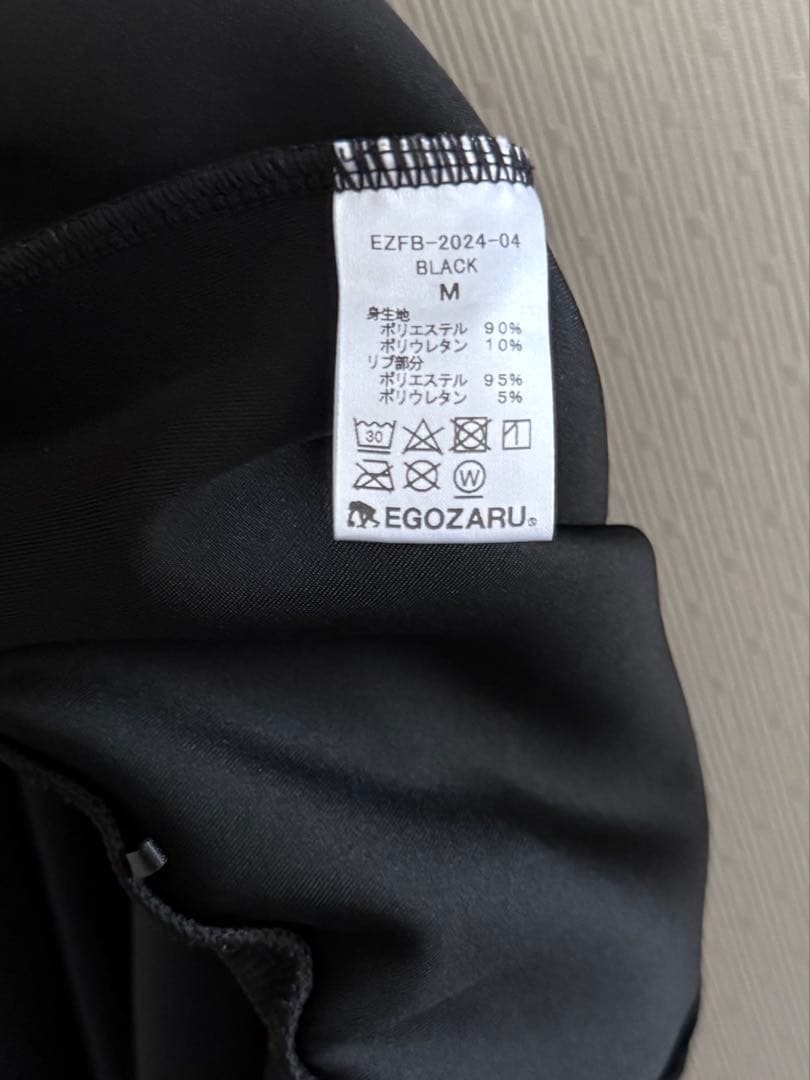 EZFB-2024-04
BLACK
M
身生地
ポリエステル 90%
ポリウレタン 10%
リブ部分
ポリエステル 95%
ポリウレタン 5%
30
W
EGOZARU